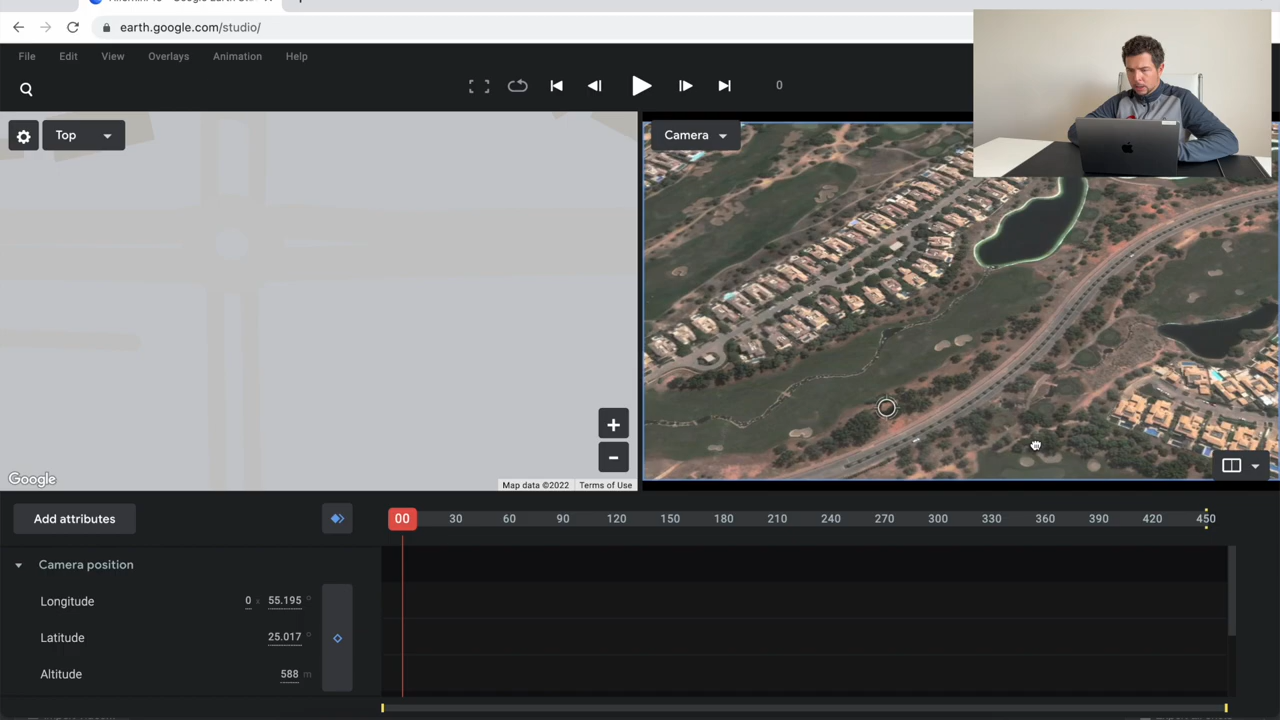 earth.google.com/studio/
File Edit View Overlays Animation Help
0
Top
Camera
Google
Map data ©2022 Terms of Use
Add attributes
00 30 60 90 120 150 180 210 240 270 300 330 360 390 420 450
Camera position
Longitude 0 x 55.195 °
Latitude 25.017 °
Altitude 588 m